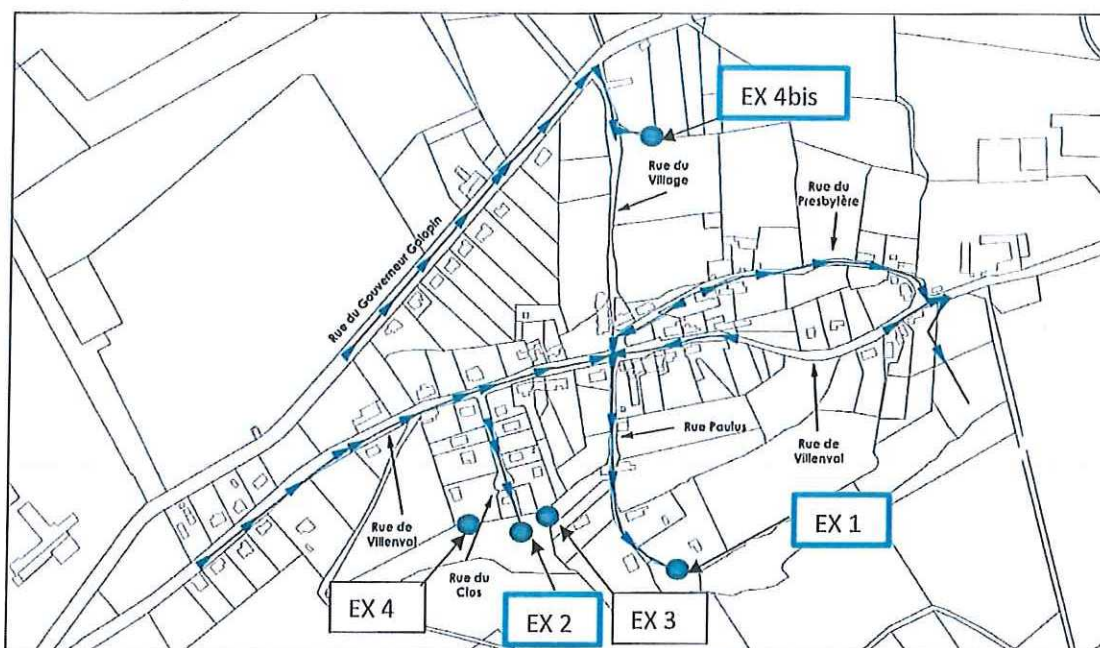 EX 4bis
Rue du
Village
Rue du
Presbytère
Rue du Gouverneur Galopin
Rue Paulus
Rue de
Villenval
EX 1
Rue de
Villenval
Rue du
Clos
EX 4
EX 2
EX 3